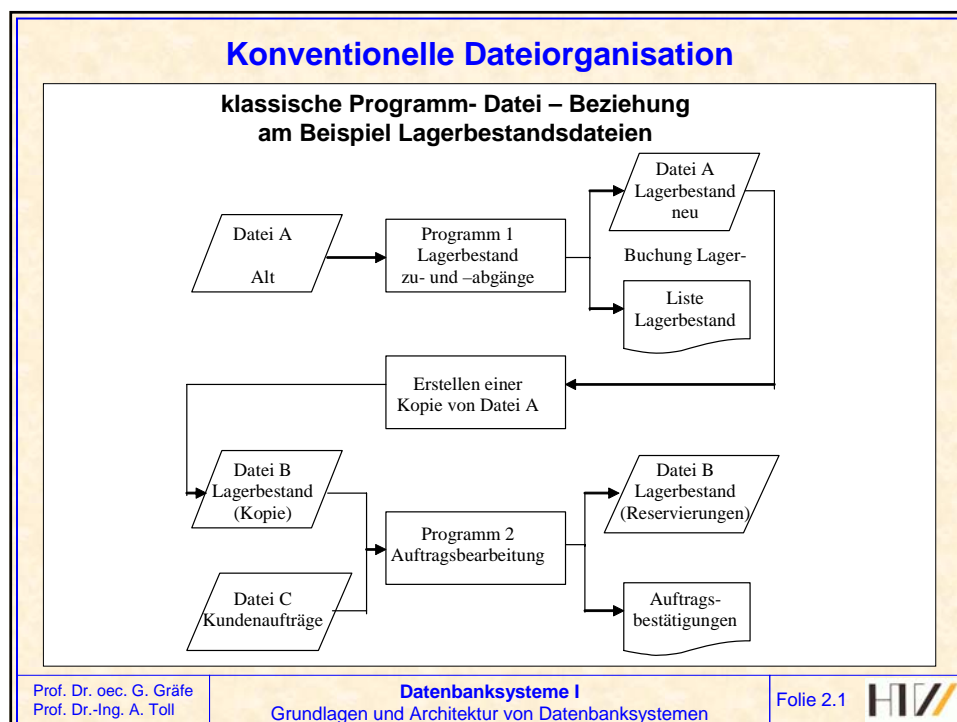 Konventionelle Dateiorganisation
klassische Programm- Datei – Beziehung
am Beispiel Lagerbestandsdateien
Datei A
Alt
Programm 1
Lagerbestand
zu- und –abgänge
Datei A
Lagerbestand
neu
Buchung Lager-
Liste
Lagerbestand
Erstellen einer
Kopie von Datei A
Datei B
Lagerbestand
(Kopie)
Datei C
Kundenaufträge
Programm 2
Auftragsbearbeitung
Datei B
Lagerbestand
(Reservierungen)
Auftrags-
bestätigungen
Prof. Dr. oec. G. Gräfe
Prof. Dr.-Ing. A. Toll
Datenbanksysteme I
Grundlagen und Architektur von Datenbanksystemen
Folie 2.1
HTW